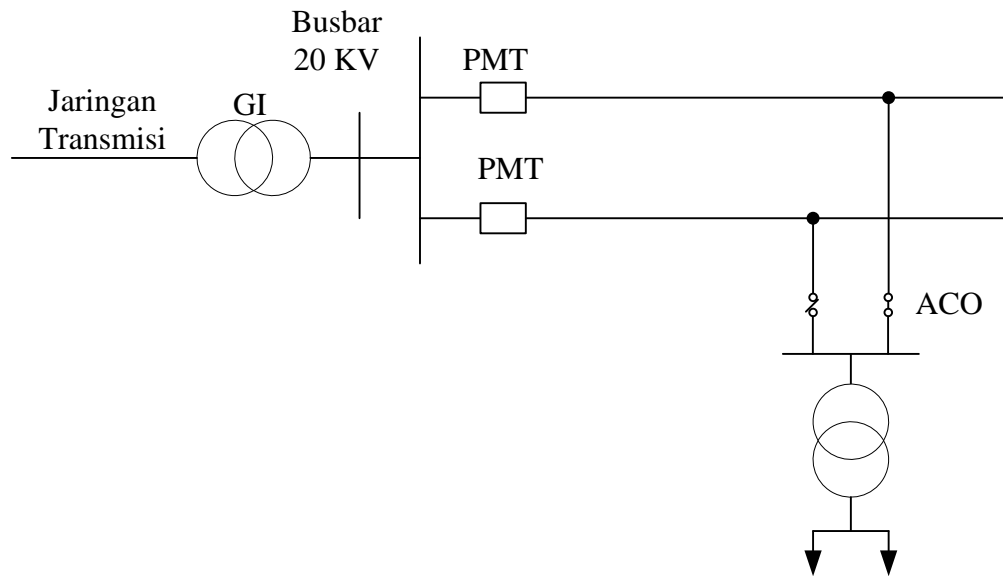 Busbar
20 KV
PMT
Jaringan
Transmisi
GI
PMT
ACO